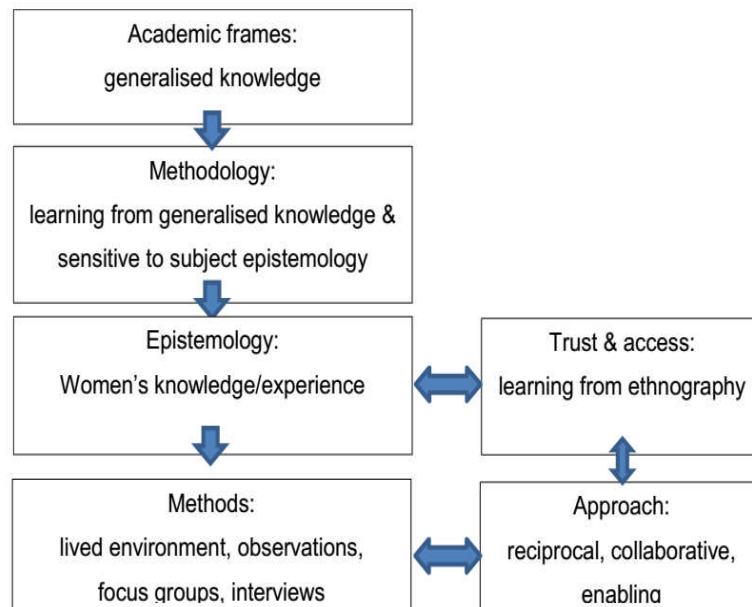 Academic frames:
generalised knowledge
Methodology:
learning from generalised knowledge &
sensitive to subject epistemology
Epistemology:
Women’s knowledge/experience
Trust & access:
learning from ethnography
Methods:
lived environment, observations,
focus groups, interviews
Approach:
reciprocal, collaborative,
enabling